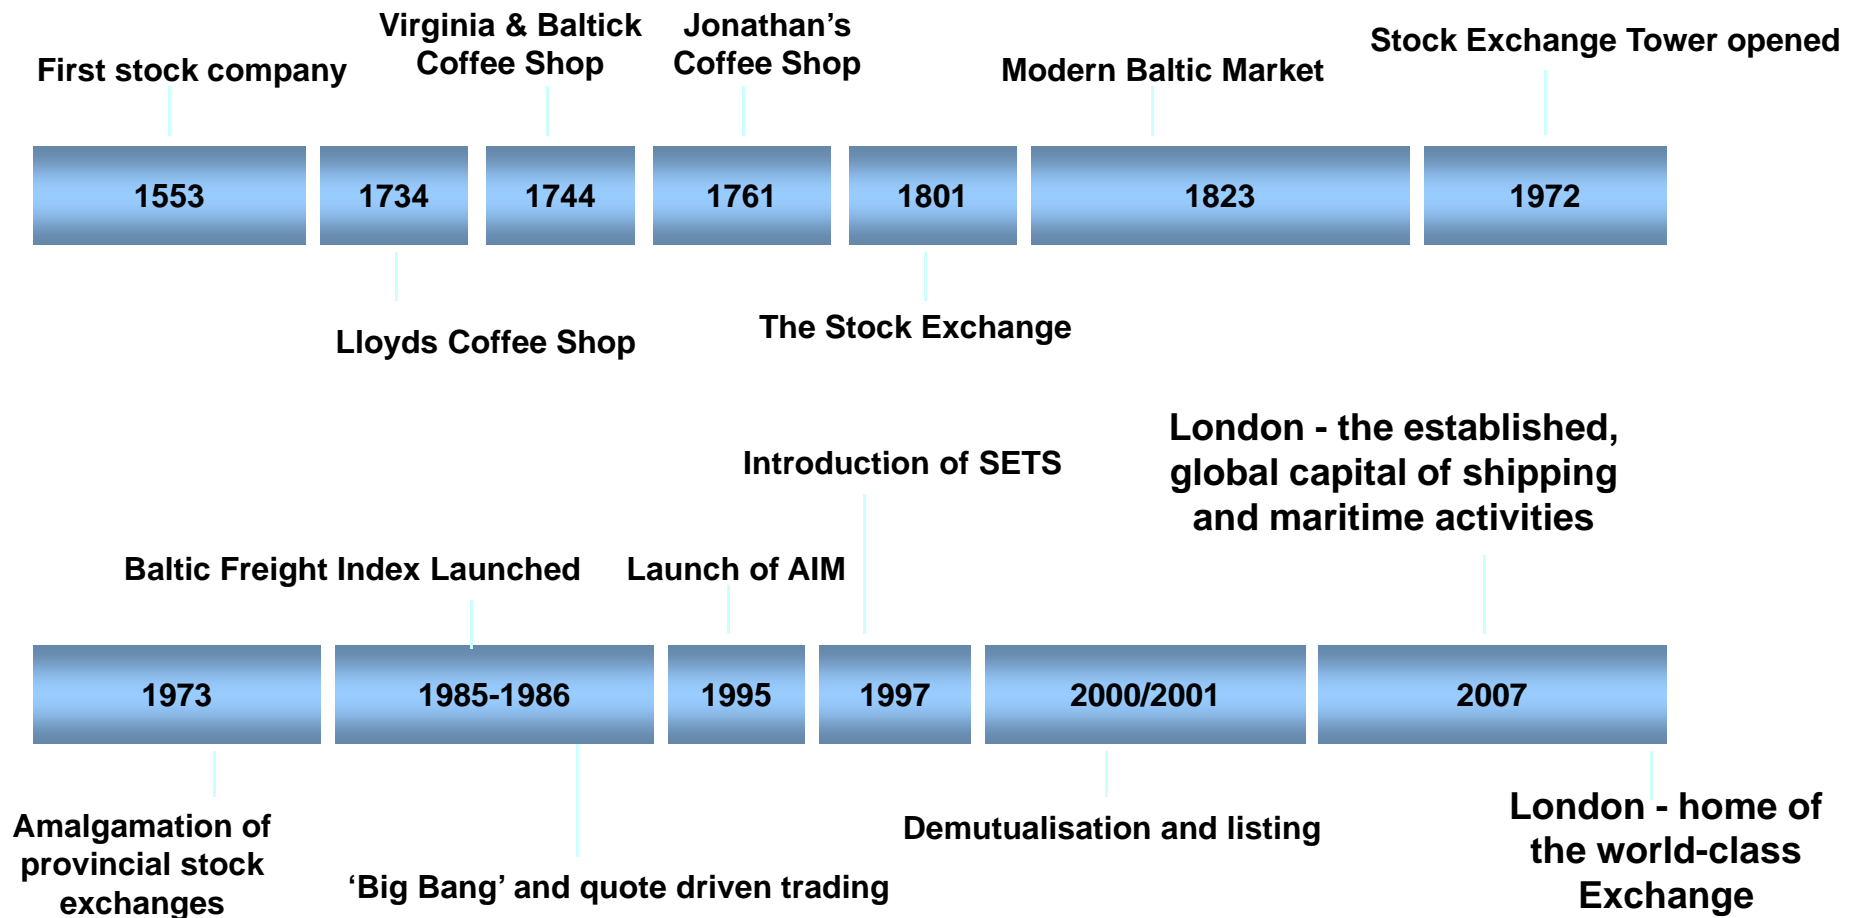 Virginia & Baltick
Coffee Shop
Jonathan’s
Coffee Shop
Stock Exchange Tower opened
First stock company
Modern Baltic Market
1553
1734
1744
1761
1801
1823
1972
Lloyds Coffee Shop
The Stock Exchange
London - the established,
global capital of shipping
and maritime activities
Introduction of SETS
Baltic Freight Index Launched
Launch of AIM
1973
1985-1986
1995
1997
2000/2001
2007
Amalgamation of
provincial stock
exchanges
‘Big Bang’ and quote driven trading
Demutualisation and listing
London - home of
the world-class
Exchange